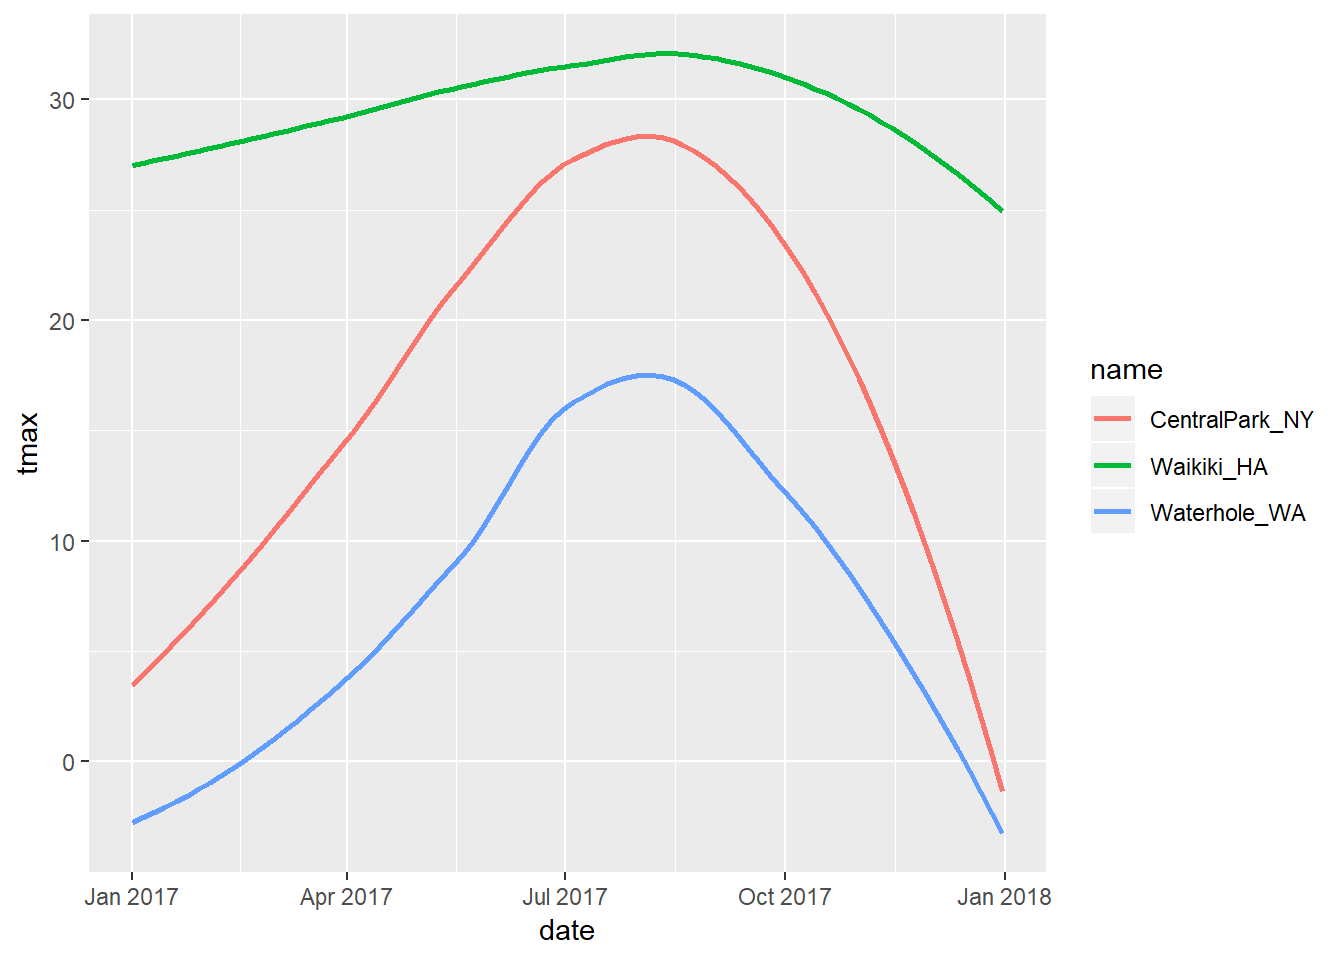 30
20
10
0
tmax
Jan 2017
Apr 2017
Jul 2017
Oct 2017
Jan 2018
date
name
CentralPark_NY
Waikiki_HA
Waterhole_WA